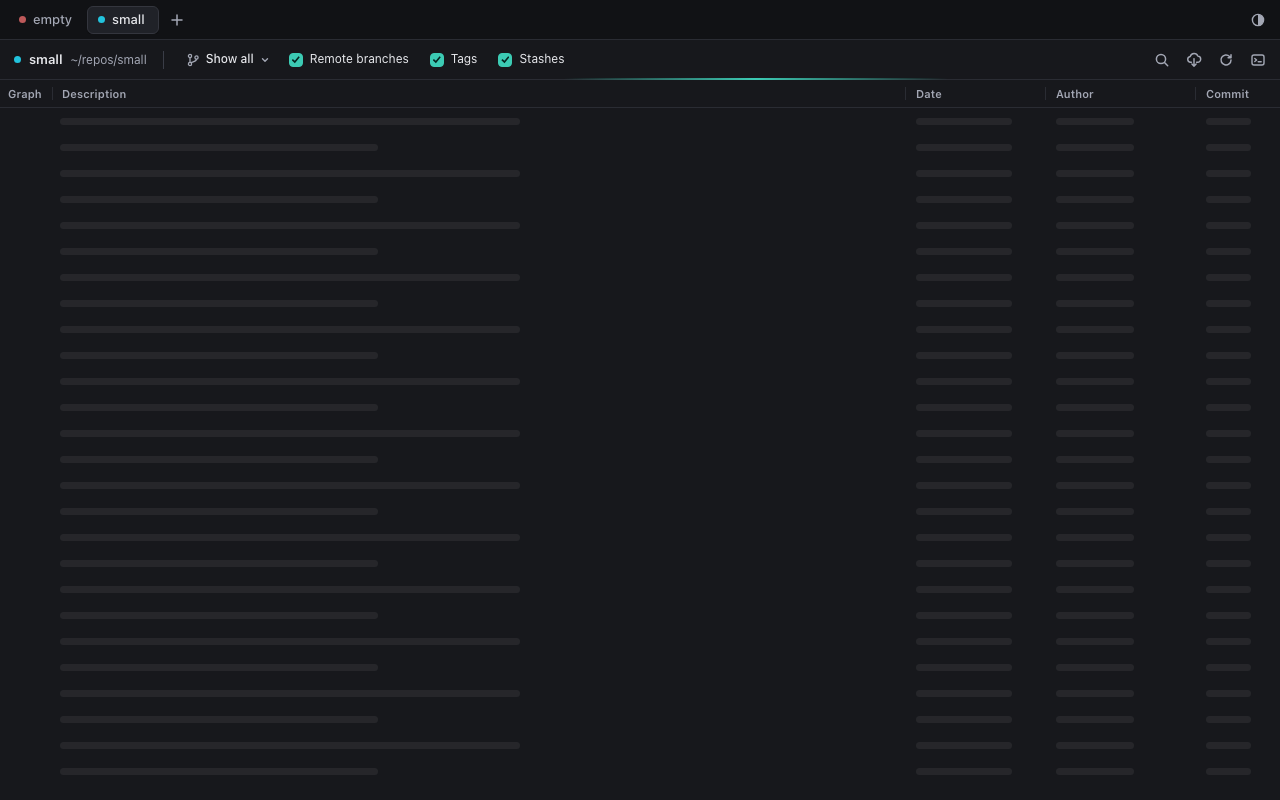 empty small
small ~/repos/small Show all Remote branches Tags Stashes
Graph Description Date Author Commit